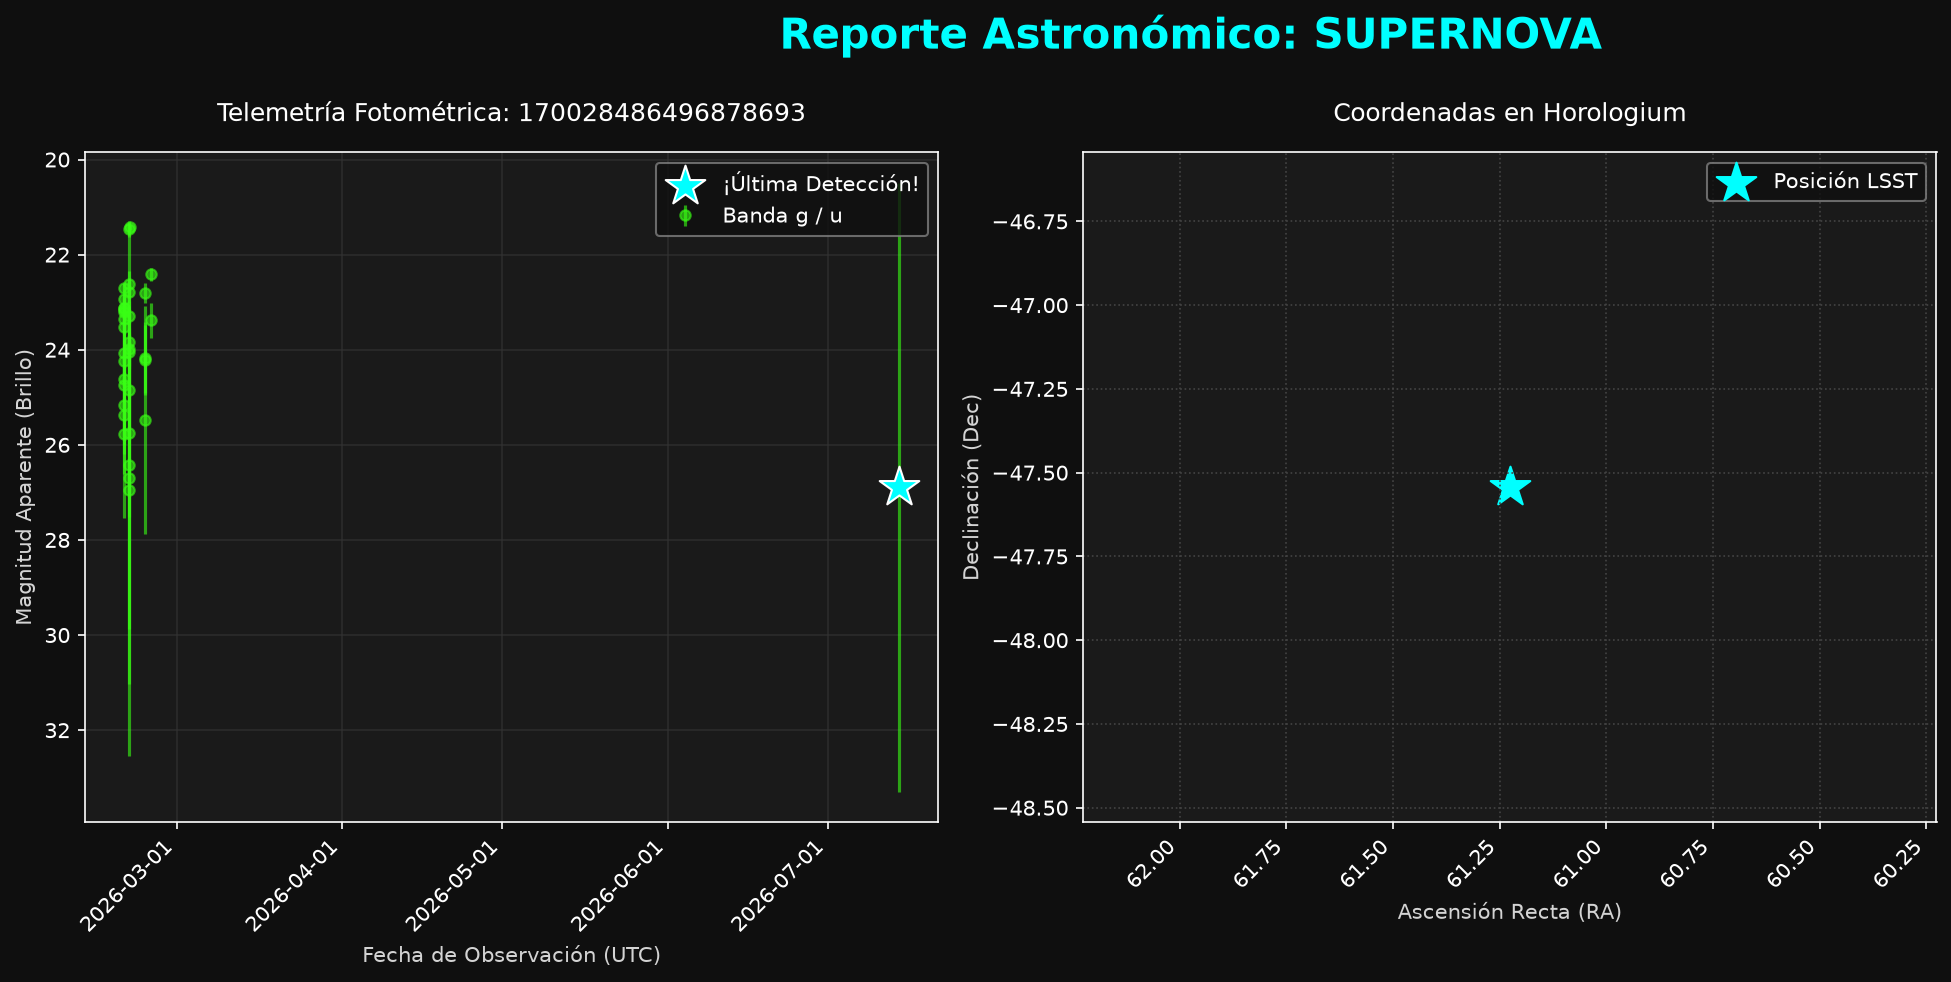 Reporte Astronómico: SUPERNOVA
Telemetría Fotométrica: 170028486496878693
¡Última Detección!
Banda g / u
20
22
24
26
28
30
32
Magnitud Aparente (Brillo)
2026-03-01
2026-04-01
2026-05-01
2026-06-01
2026-07-01
Fecha de Observación (UTC)
Coordenadas en Horologium
Posición LSST
−46.75
−47.00
−47.25
−47.50
−47.75
−48.00
−48.25
−48.50
Declinación (Dec)
62.00
61.75
61.50
61.25
61.00
60.75
60.50
60.25
Ascensión Recta (RA)